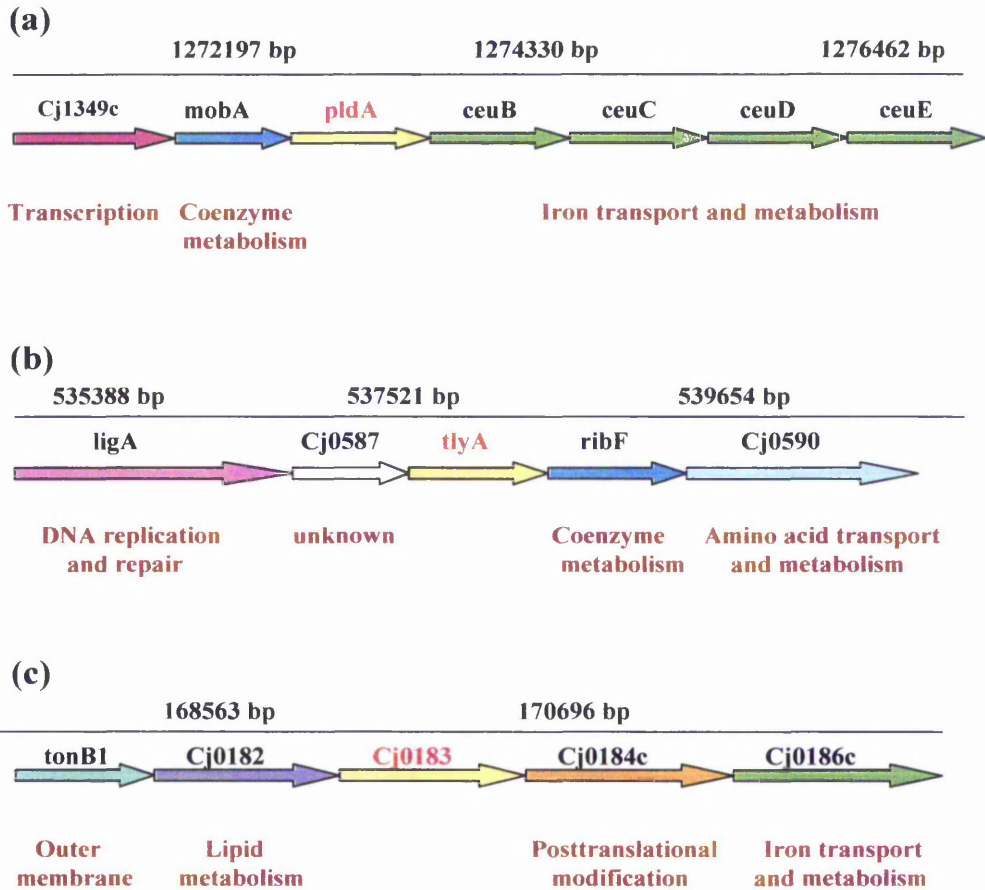 (a)
1272197 bp 1274330 bp 1276462 bp
Cj1349c mobA pldA ceuB ceuC ceuD ceuE
Transcription Coenzyme metabolism Iron transport and metabolism
(b)
535388 bp 537521 bp 539654 bp
ligA Cj0587 tlyA ribF Cj0590
DNA replication and repair unknown Coenzyme metabolism Amino acid transport and metabolism
(c)
168563 bp 170696 bp
tonB1 Cj0182 Cj0183 Cj0184c Cj0186c
Outer membrane Lipid metabolism Posttranslational modification Iron transport and metabolism